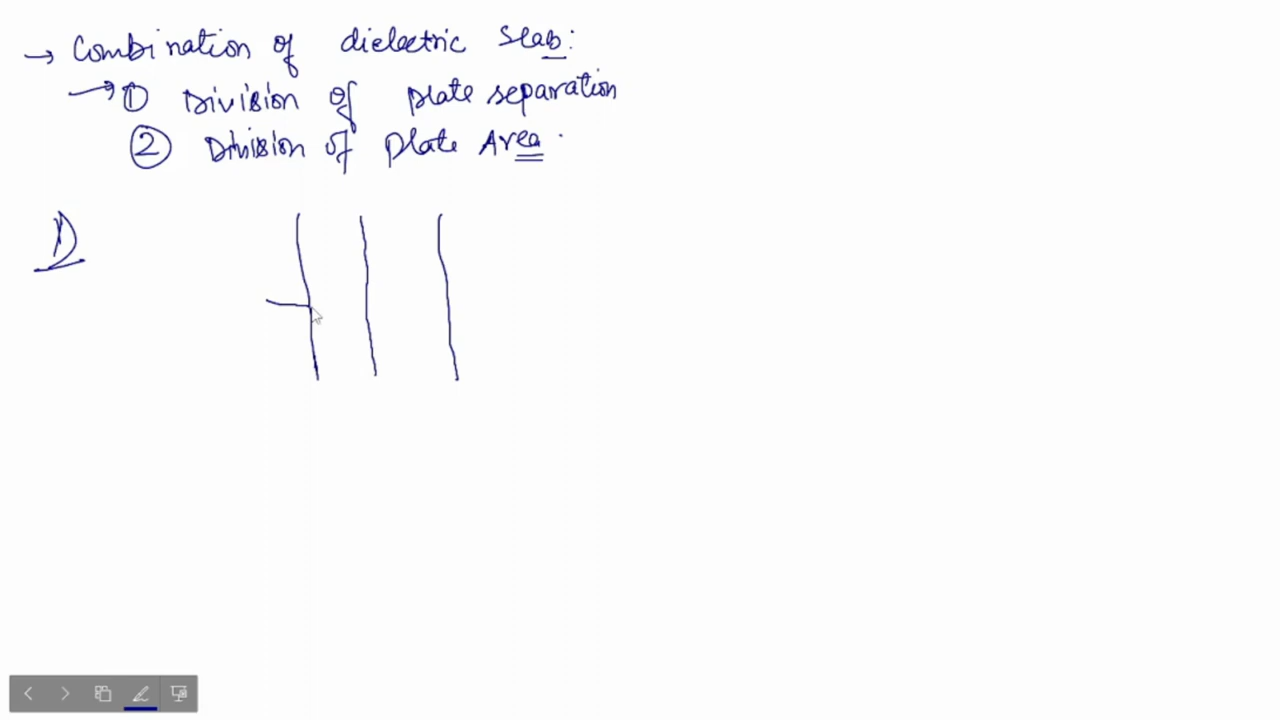 → Combination of dielectric slab:
→ ① Division of plate separation
② Division of plate Area.
1)